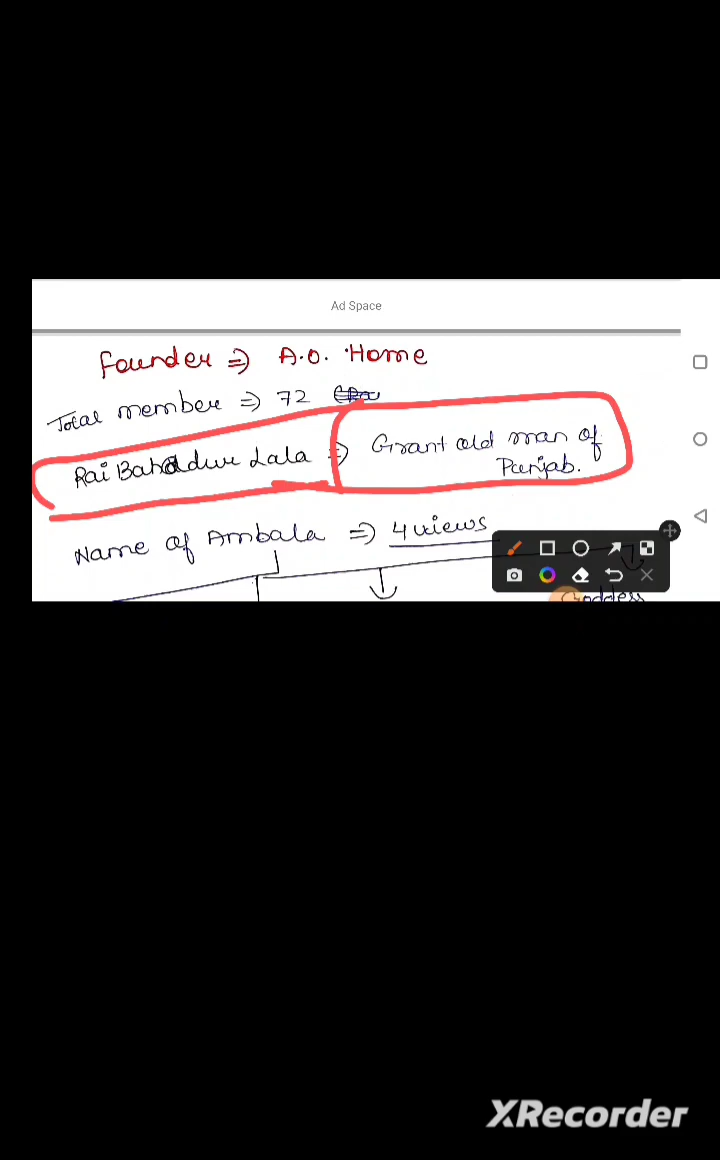 Ad Space
Founder ⇒ A.O. Home
Total member ⇒ 72
Rai Bahadur Lala ⇒ Grant old man of
Punjab.
Name of Ambala ⇒ 4 views
Goddess
XRecorder